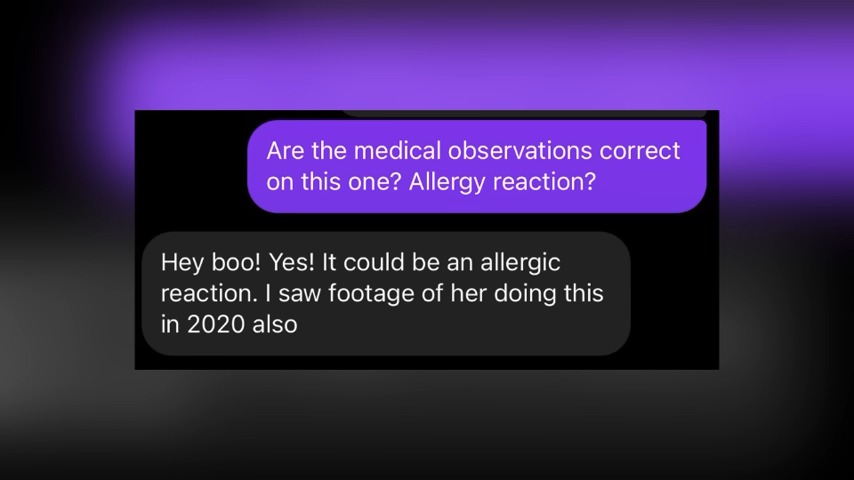 Are the medical observations correct
on this one? Allergy reaction?
Hey boo! Yes! It could be an allergic
reaction. I saw footage of her doing this
in 2020 also